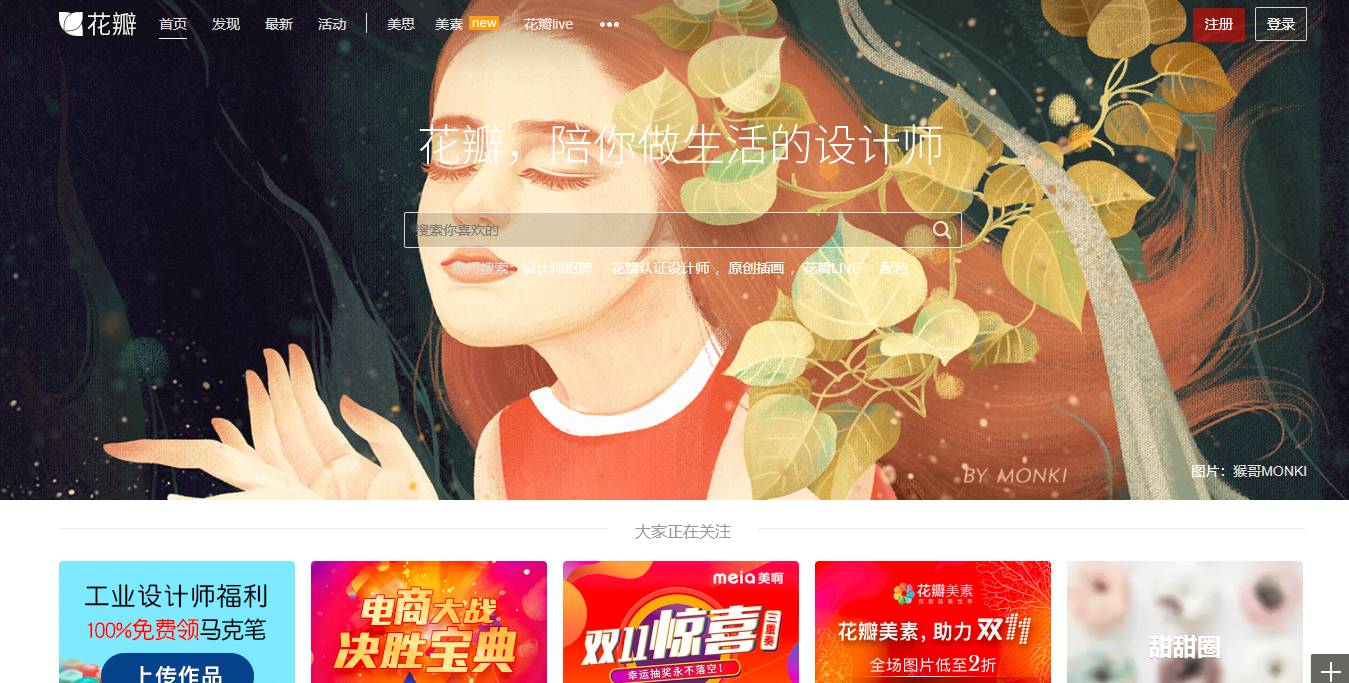 花瓣 首页 发现 最新 活动 美思 美素 new 花瓣live 注册 登录
花瓣，陪你做生活的设计师
搜索你喜欢的
热门搜索: 设计师招聘 , 花瓣认证设计师 , 原创插画 , 花瓣LIVE , 配色
BY MONKI
图片：猴哥MONKI
大家正在关注
工业设计师福利
100%免费领马克笔
上传作品
电商大战
决胜宝典
meia美啊
双11惊喜三重奏
幸运抽奖永不落空！
花瓣美素
花瓣美素，助力双11
全场图片低至2折
甜甜圈